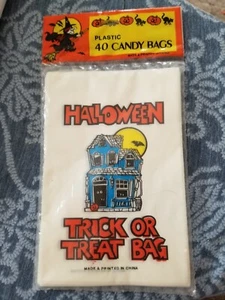 PLASTIC
40 CANDY BAGS
HALLOWEEN
TRICK OR
TREAT BAG
MADE & PRINTED IN CHINA